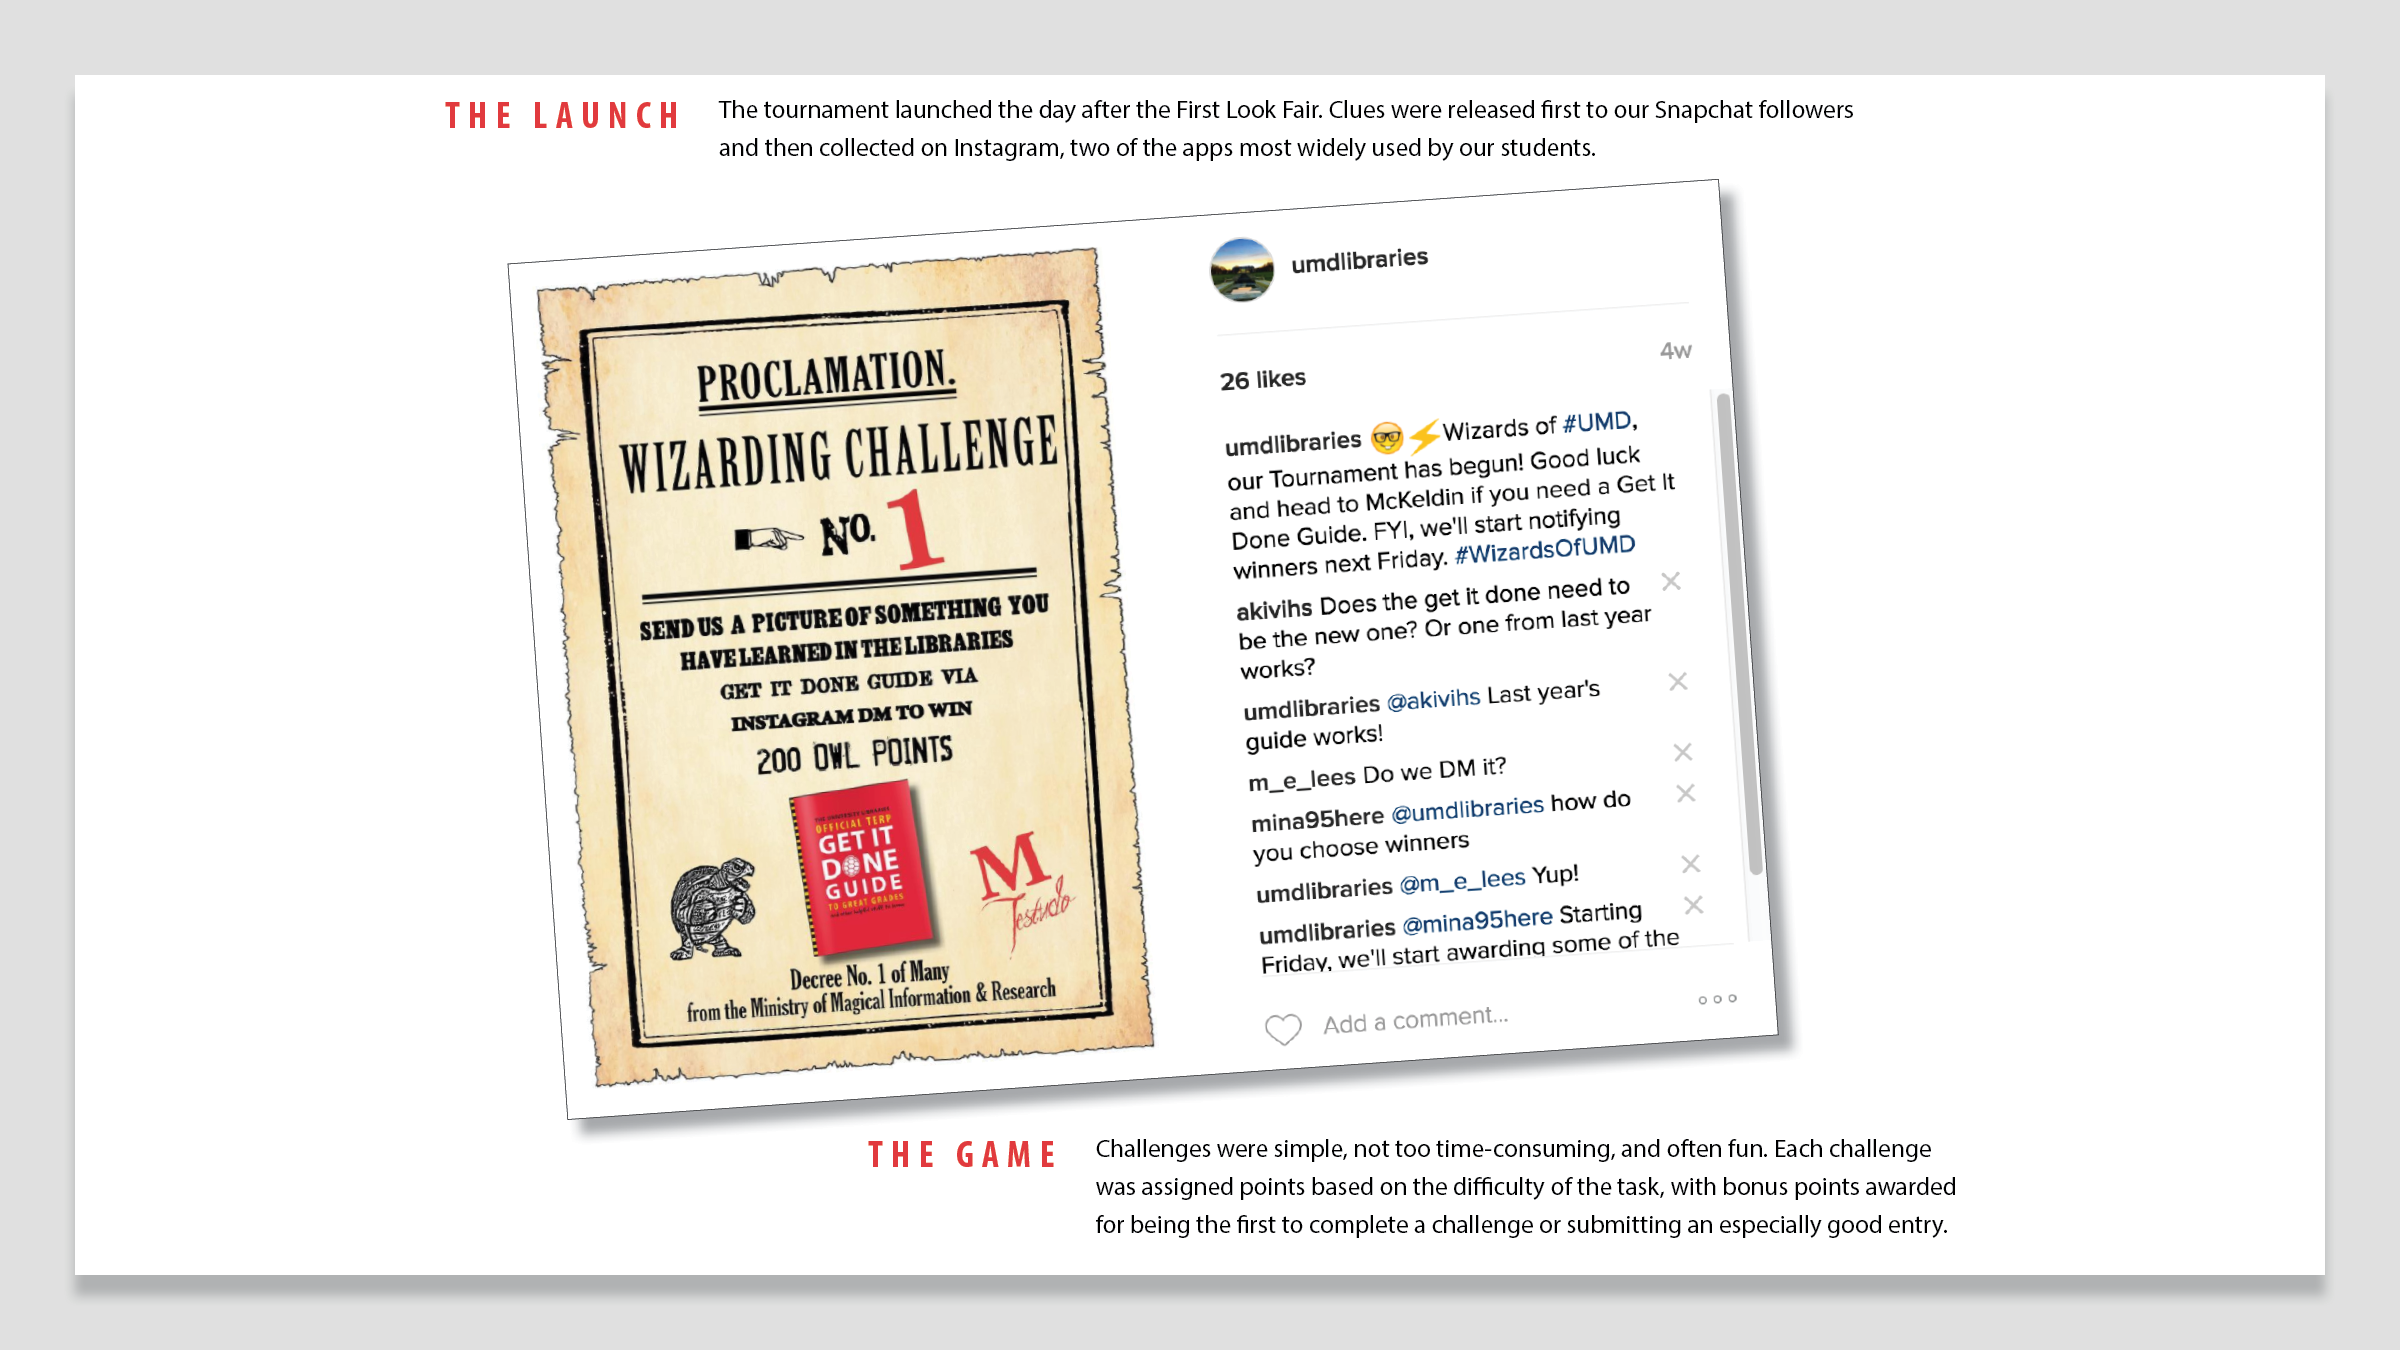 THE LAUNCH
The tournament launched the day after the First Look Fair. Clues were released first to our Snapchat followers
and then collected on Instagram, two of the apps most widely used by our students.
PROCLAMATION.
WIZARDING CHALLENGE
NO. 1
SEND US A PICTURE OF SOMETHING YOU
HAVE LEARNED IN THE LIBRARIES
GET IT DONE GUIDE VIA
INSTAGRAM DM TO WIN
200 OWL POINTS
THE UNIVERSITY LIBRARIES
OFFICIAL TERP
GET IT
DONE
GUIDE
TO GREAT GRADES
M
Testudo
Decree No. 1 of Many
from the Ministry of Magical Information & Research
umdlibraries
4w
26 likes
umdlibraries 🤓⚡Wizards of #UMD,
our Tournament has begun! Good luck
and head to McKeldin if you need a Get It
Done Guide. FYI, we'll start notifying
winners next Friday. #WizardsOfUMD
akivihs Does the get it done need to
be the new one? Or one from last year
works?
umdlibraries @akivihs Last year's
guide works!
m_e_lees Do we DM it?
mina95here @umdlibraries how do
you choose winners
umdlibraries @m_e_lees Yup!
umdlibraries @mina95here Starting
Friday, we'll start awarding some of the
Add a comment...
THE GAME
Challenges were simple, not too time-consuming, and often fun. Each challenge
was assigned points based on the difficulty of the task, with bonus points awarded
for being the first to complete a challenge or submitting an especially good entry.